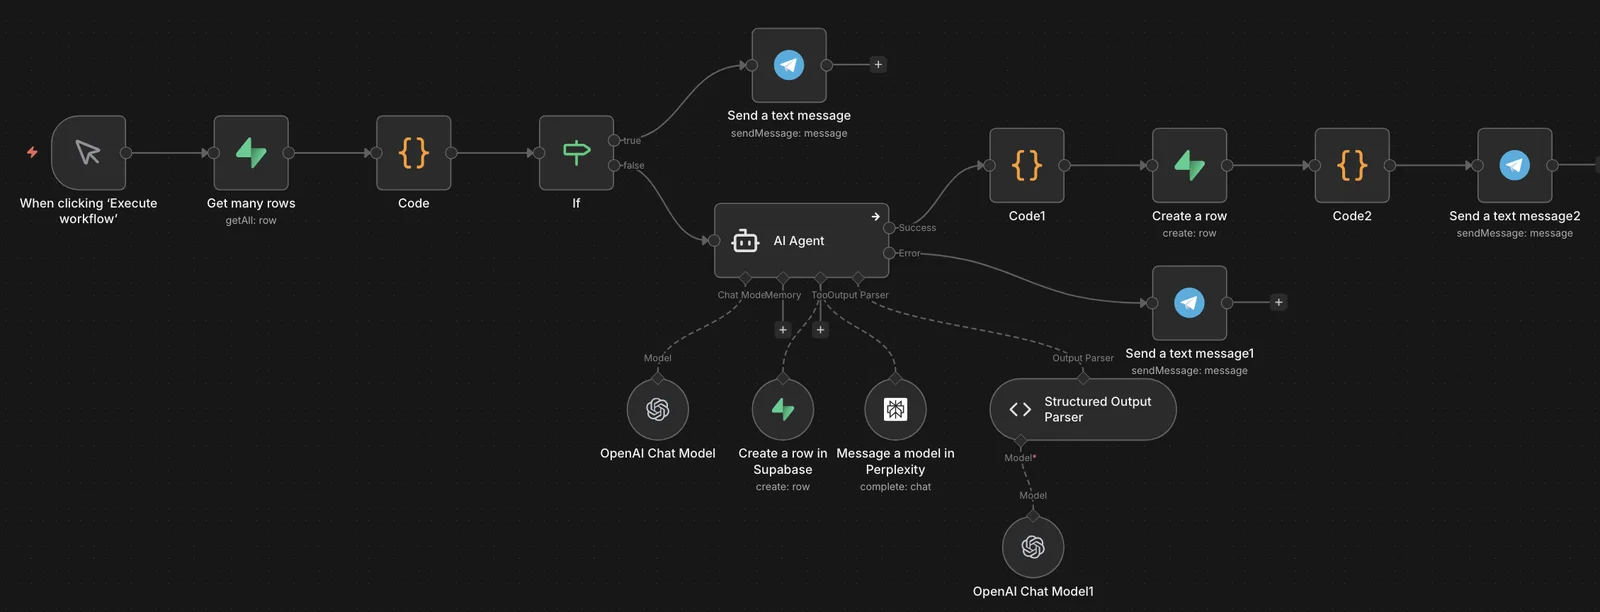 Send a text message
sendMessage: message
true
false
When clicking ‘Execute
workflow’
Get many rows
getAll: row
Code
If
AI Agent
Success
Error
Code1
Create a row
create: row
Code2
Send a text message2
sendMessage: message
Chat Mode
Memory
Too
Output Parser
Send a text message1
sendMessage: message
Model
OpenAI Chat Model
Create a row in
Supabase
create: row
Message a model in
Perplexity
complete: chat
Output Parser
Structured Output
Parser
Model*
Model
OpenAI Chat Model1